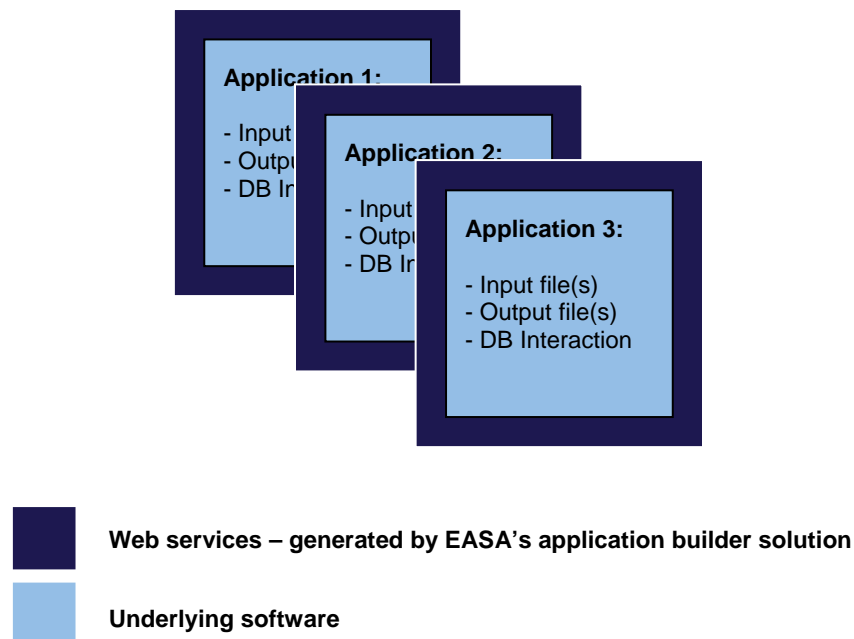 Application 1:
- Input
- Outpu
- DB In
Application 2:
- Input
- Outpu
- DB In
Application 3:
- Input file(s)
- Output file(s)
- DB Interaction
Web services – generated by EASA's application builder solution
Underlying software